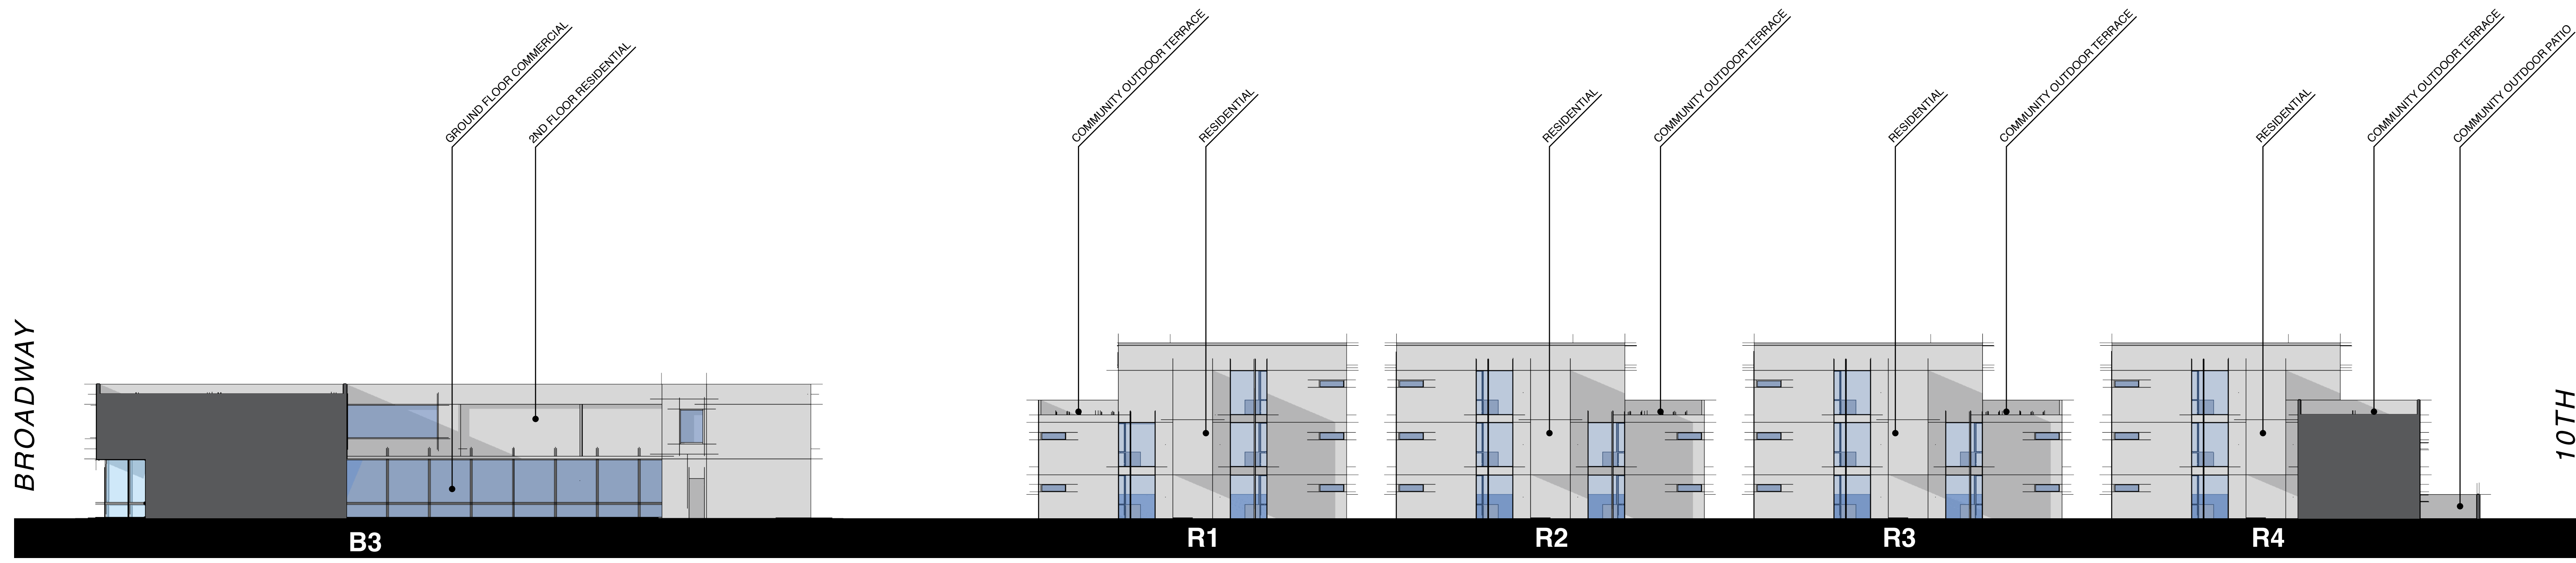 GROUND FLOOR COMMERCIAL
2ND FLOOR RESIDENTIAL
COMMUNITY OUTDOOR TERRACE
RESIDENTIAL
RESIDENTIAL
COMMUNITY OUTDOOR TERRACE
RESIDENTIAL
COMMUNITY OUTDOOR TERRACE
RESIDENTIAL
COMMUNITY OUTDOOR TERRACE
COMMUNITY OUTDOOR PATIO
BROADWAY
10TH
B3
R1
R2
R3
R4